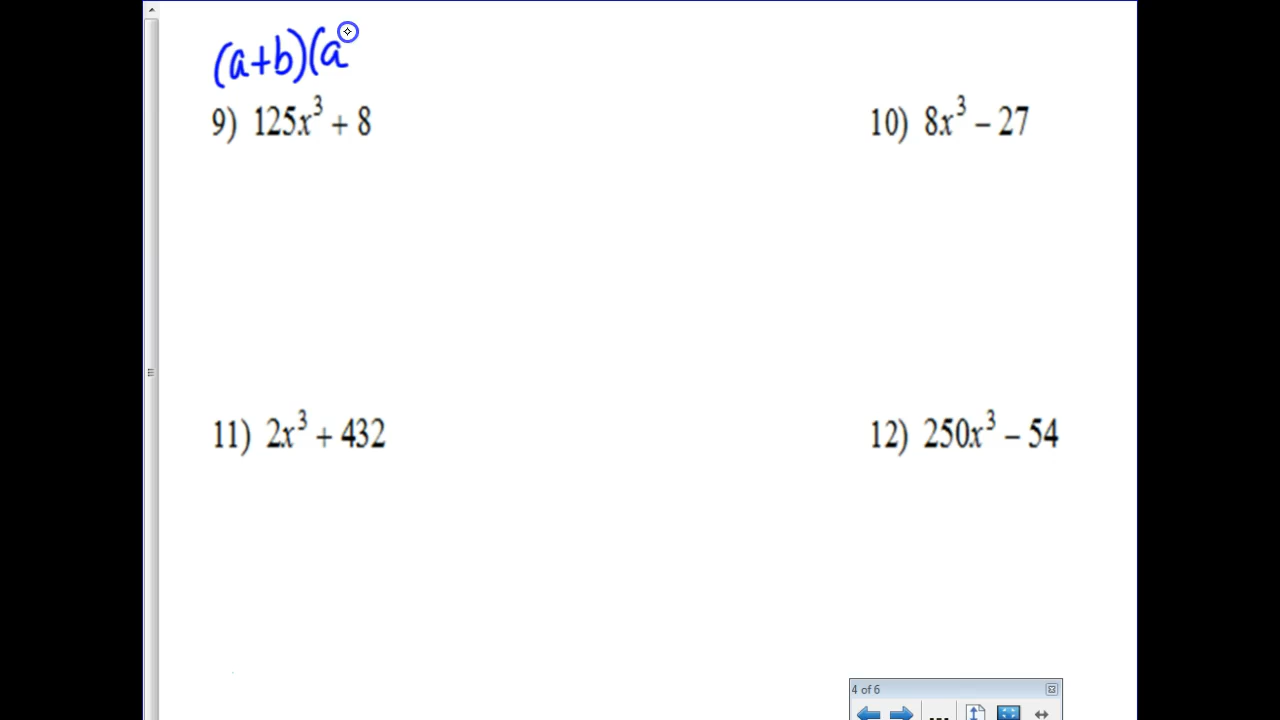 (a+b)(a
9) 125x³ + 8
10) 8x³ – 27
11) 2x³ + 432
12) 250x³ – 54
4 of 6